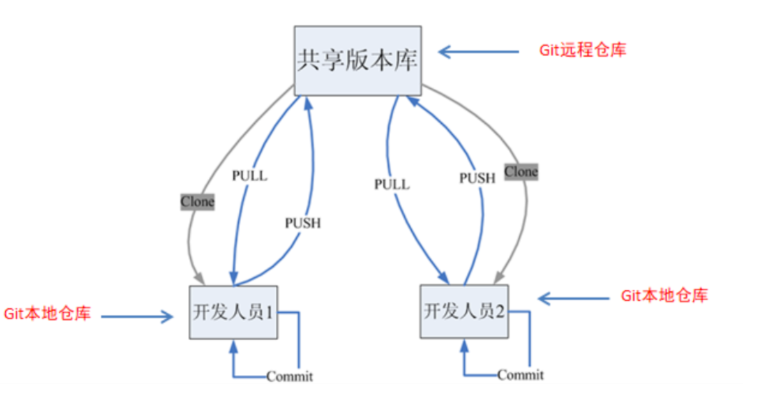 共享版本库
Git远程仓库
PULL
PUSH
Clone
PULL
PUSH
Clone
Git本地仓库
开发人员1
Commit
开发人员2
Git本地仓库
Commit